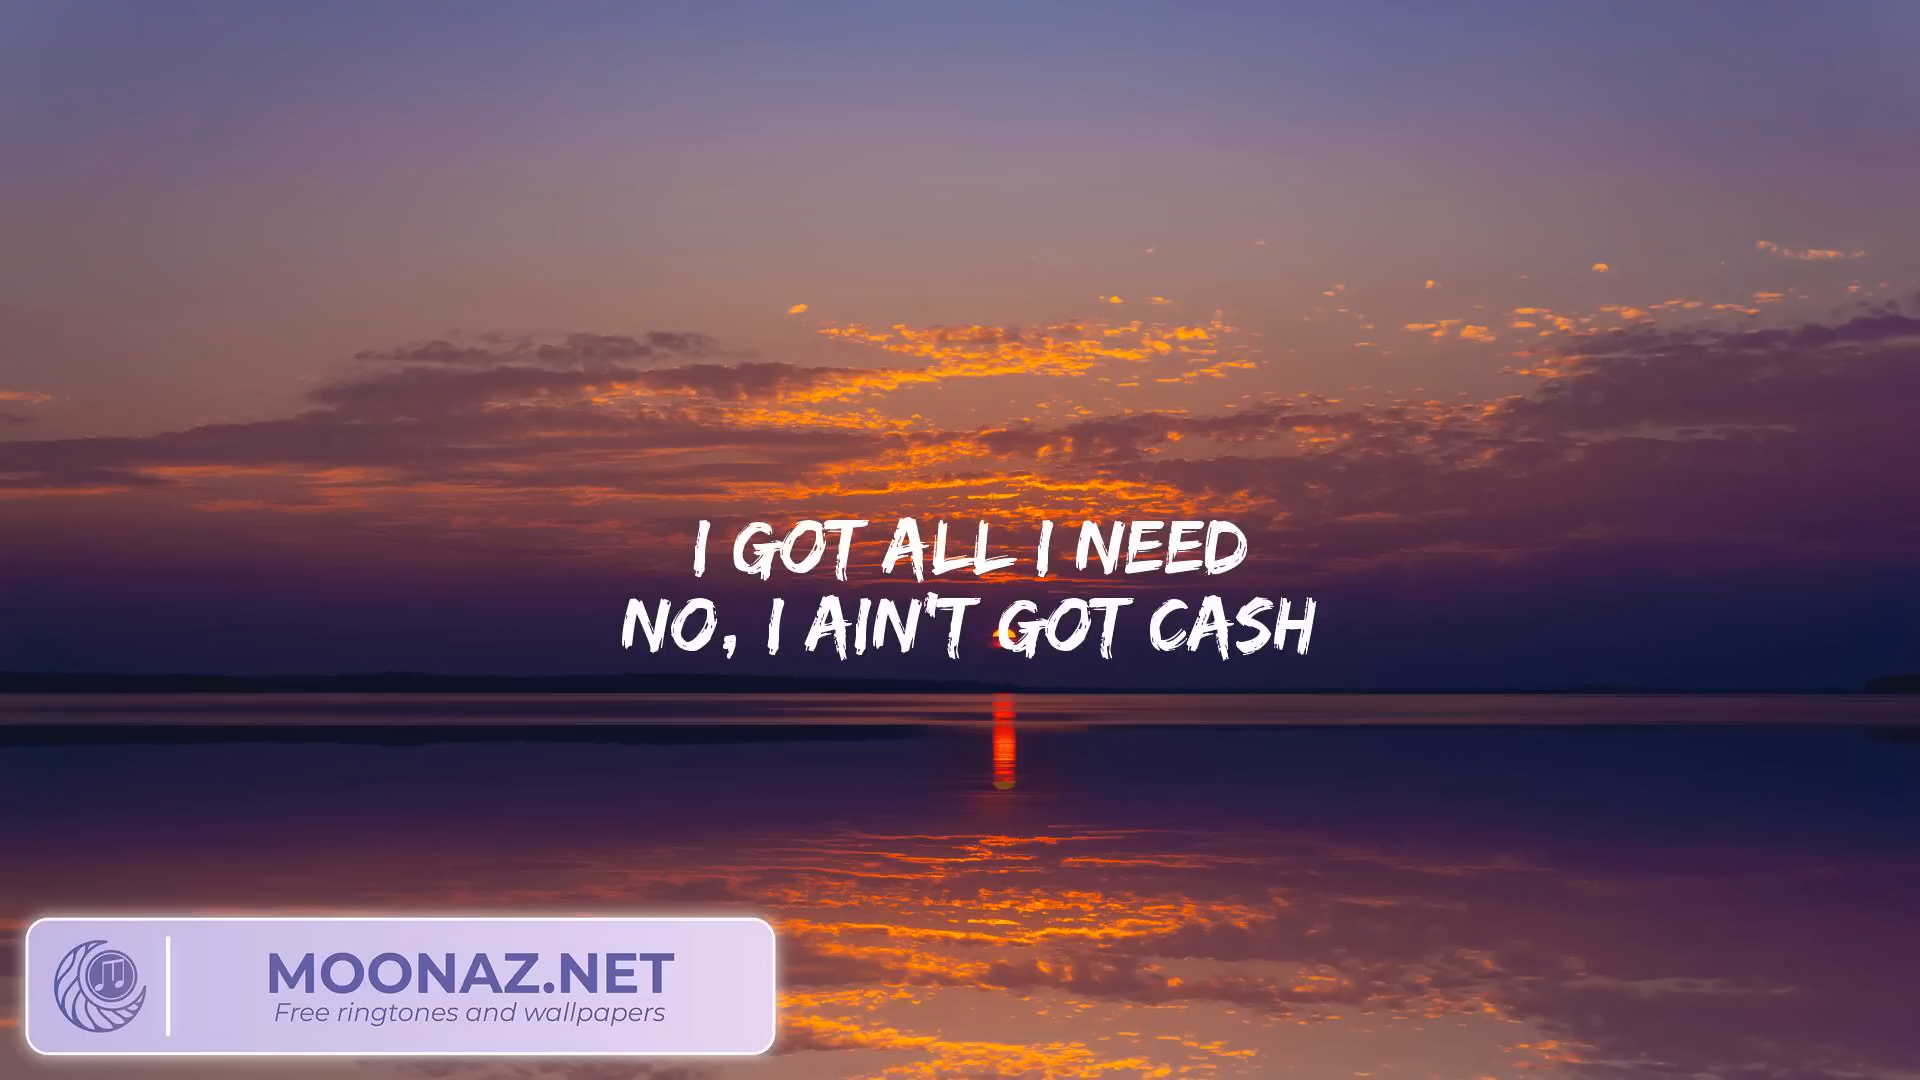 I GOT ALL I NEED
NO, I AIN'T GOT CASH
MOONAZ.NET
Free ringtones and wallpapers